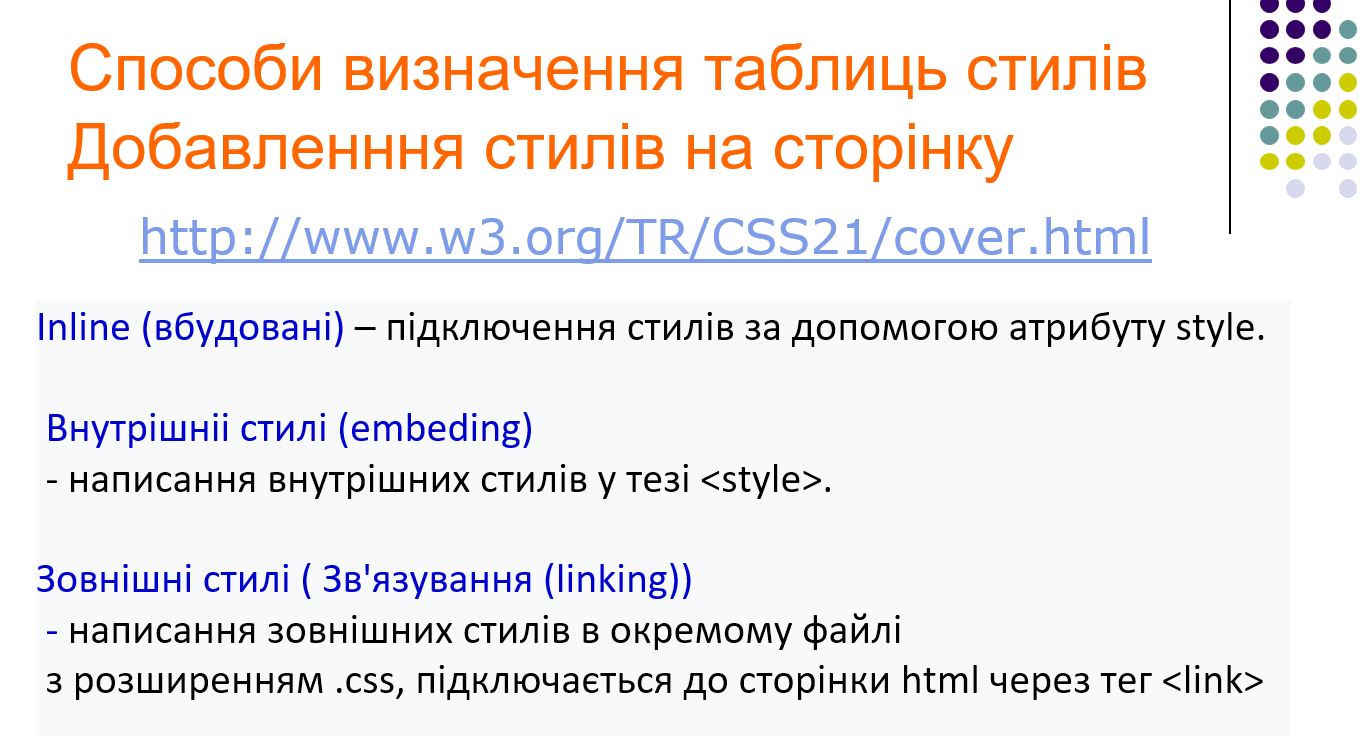 Способи визначення таблиць стилів
Добавленння стилів на сторінку
http://www.w3.org/TR/CSS21/cover.html
Inline (вбудовані) – підключення стилів за допомогою атрибуту style.
Внутрішніі стилі (embeding)
- написання внутрішних стилів у тезі <style>.
Зовнішні стилі ( Зв'язування (linking))
- написання зовнішних стилів в окремому файлі
з розширенням .css, підключається до сторінки html через тег <link>